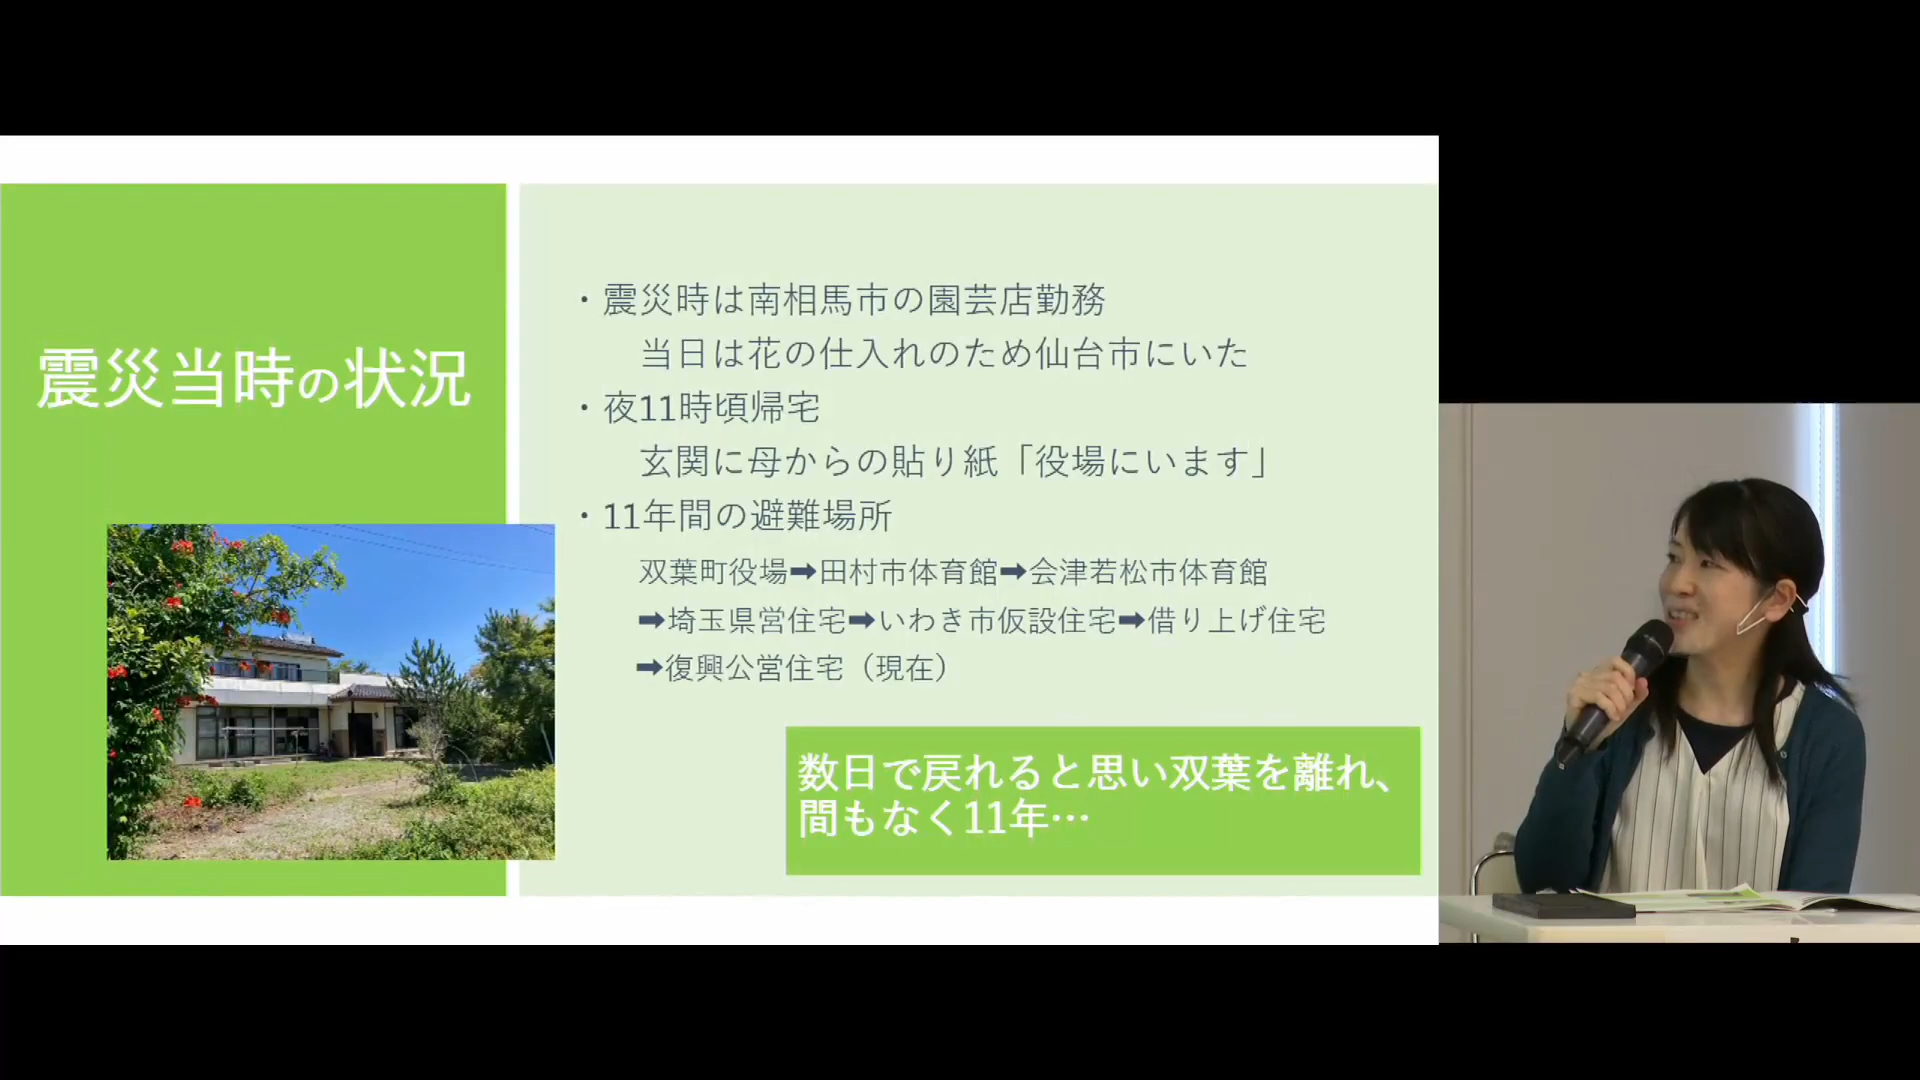 震災当時の状況
・震災時は南相馬市の園芸店勤務
当日は花の仕入れのため仙台市にいた
・夜11時頃帰宅
玄関に母からの貼り紙「役場にいます」
・11年間の避難場所
双葉町役場➡田村市体育館➡会津若松市体育館
➡埼玉県営住宅➡いわき市仮設住宅➡借り上げ住宅
➡復興公営住宅（現在）
数日で戻れると思い双葉を離れ、
間もなく11年…